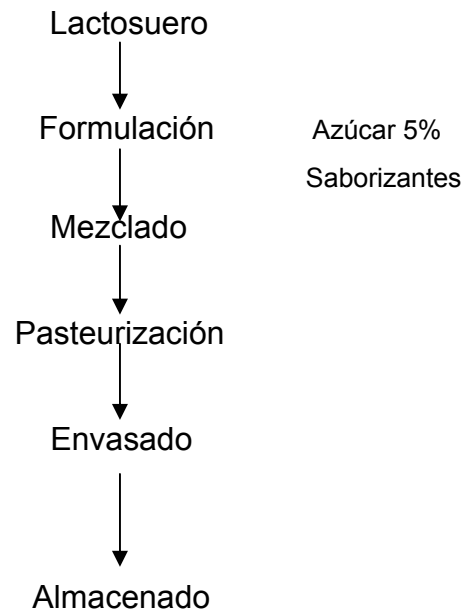 Lactosuero
Formulación
Azúcar 5%
Saborizantes
Mezclado
Pasteurización
Envasado
Almacenado